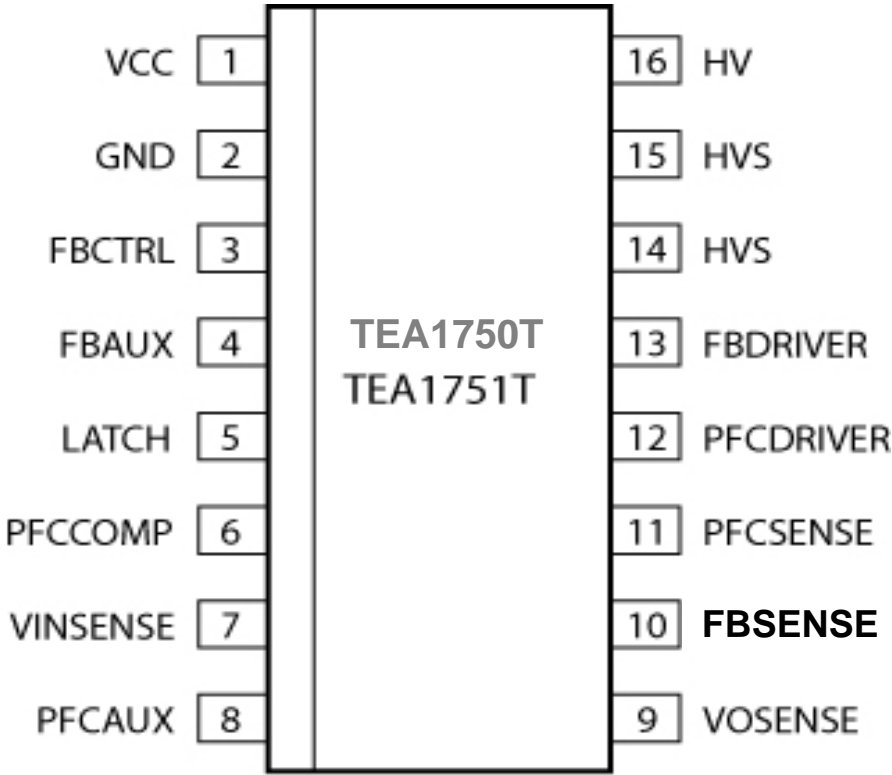 VCC 1 16 HV
GND 2 15 HVS
FBCTRL 3 14 HVS
TEA1750T
FBAUX 4 13 FBDRIVER
TEA1751T
LATCH 5 12 PFCDRIVER
PFCCOMP 6 11 PFCSENSE
VINSENSE 7 10 FBSENSE
PFCAUX 8 9 VOSENSE